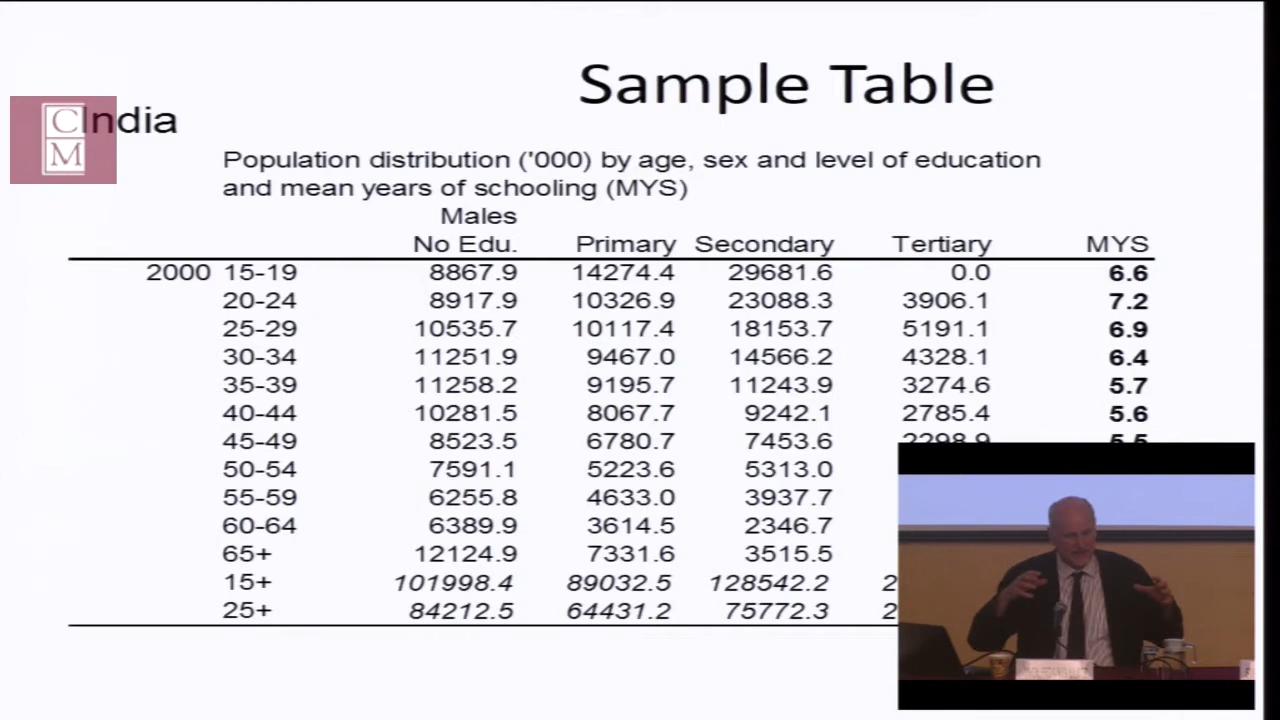 Sample Table
C
M
India
Population distribution ('000) by age, sex and level of education
and mean years of schooling (MYS)
Males
No Edu. Primary Secondary Tertiary MYS
2000 15-19 8867.9 14274.4 29681.6 0.0 6.6
20-24 8917.9 10326.9 23088.3 3906.1 7.2
25-29 10535.7 10117.4 18153.7 5191.1 6.9
30-34 11251.9 9467.0 14566.2 4328.1 6.4
35-39 11258.2 9195.7 11243.9 3274.6 5.7
40-44 10281.5 8067.7 9242.1 2785.4 5.6
45-49 8523.5 6780.7 7453.6 2298.9 5.5
50-54 7591.1 5223.6 5313.0
55-59 6255.8 4633.0 3937.7
60-64 6389.9 3614.5 2346.7
65+ 12124.9 7331.6 3515.5
15+ 101998.4 89032.5 128542.2 2
25+ 84212.5 64431.2 75772.3 2